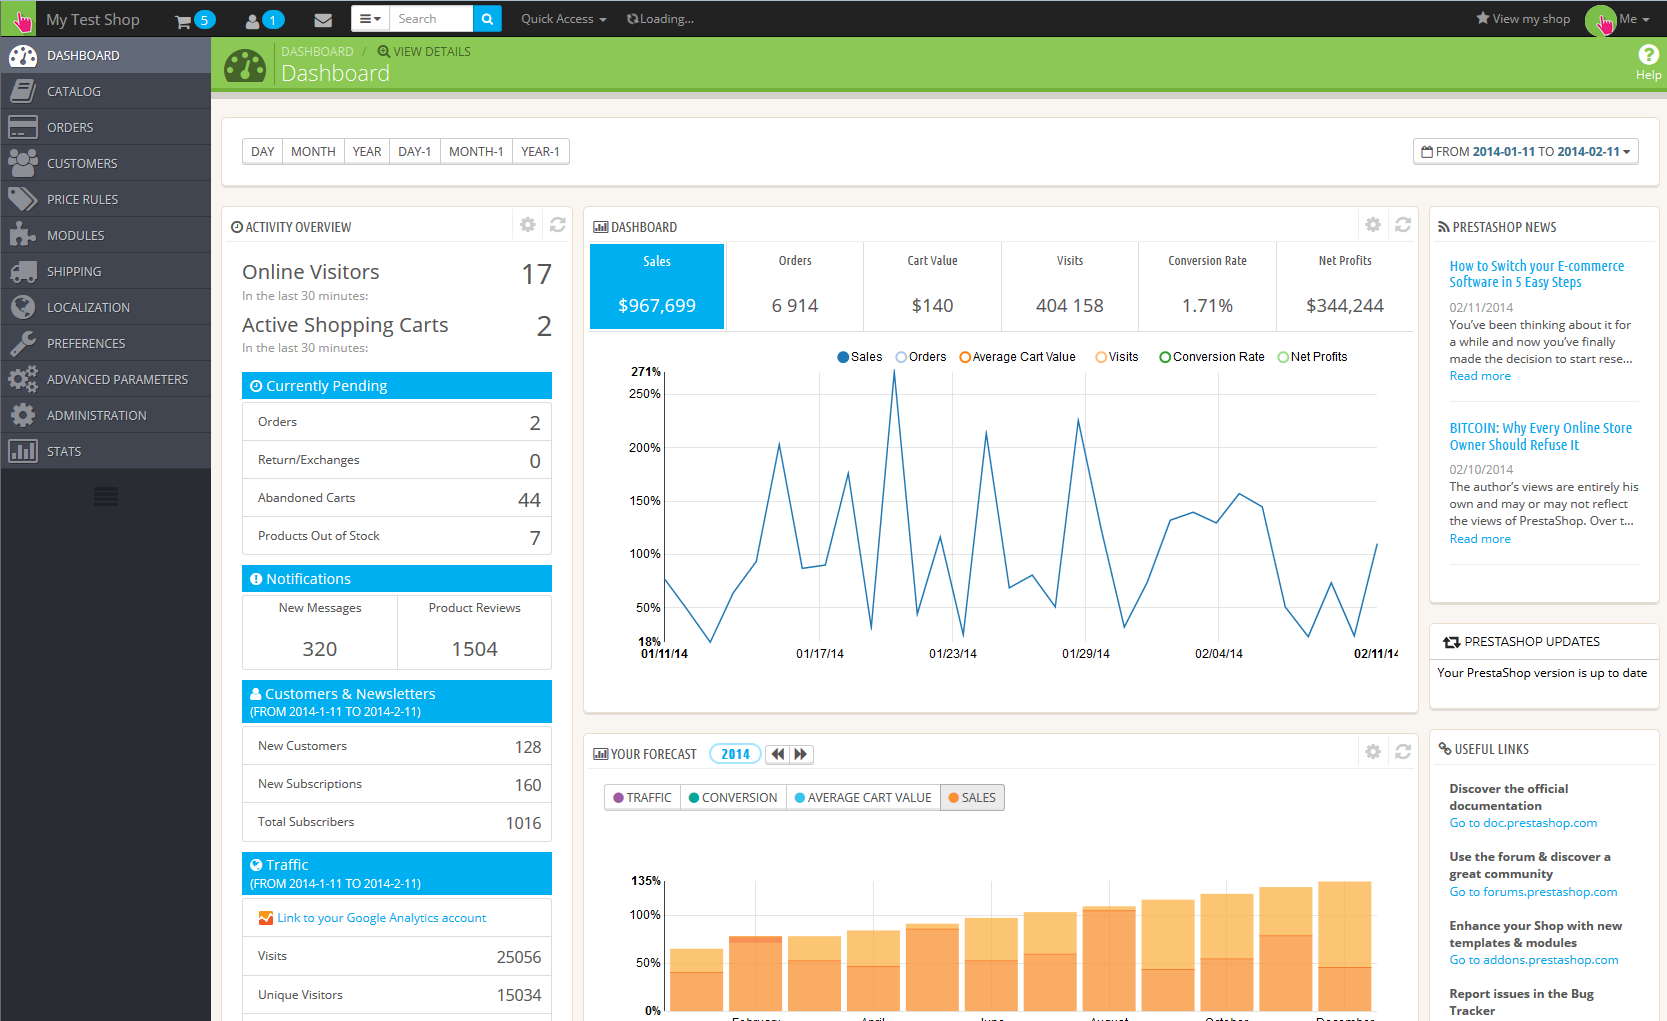 My Test Shop 5 1 Search Quick Access Loading... View my shop Me
DASHBOARD
CATALOG
ORDERS
CUSTOMERS
PRICE RULES
MODULES
SHIPPING
LOCALIZATION
PREFERENCES
ADVANCED PARAMETERS
ADMINISTRATION
STATS
DASHBOARD / VIEW DETAILS
Dashboard
Help
DAY MONTH YEAR DAY-1 MONTH-1 YEAR-1
FROM 2014-01-11 TO 2014-02-11
ACTIVITY OVERVIEW
Online Visitors 17
In the last 30 minutes:
Active Shopping Carts 2
In the last 30 minutes:
Currently Pending
Orders 2
Return/Exchanges 0
Abandoned Carts 44
Products Out of Stock 7
Notifications
New Messages Product Reviews
320 1504
Customers & Newsletters
(FROM 2014-1-11 TO 2014-2-11)
New Customers 128
New Subscriptions 160
Total Subscribers 1016
Traffic
(FROM 2014-1-11 TO 2014-2-11)
Link to your Google Analytics account
Visits 25056
Unique Visitors 15034
DASHBOARD
Sales Orders Cart Value Visits Conversion Rate Net Profits
$967,699 6 914 $140 404 158 1.71% $344,244
Sales Orders Average Cart Value Visits Conversion Rate Net Profits
271%
250%
200%
150%
100%
50%
18%
01/11/14 01/17/14 01/23/14 01/29/14 02/04/14 02/11/14
YOUR FORECAST 2014
TRAFFIC CONVERSION AVERAGE CART VALUE SALES
135%
100%
50%
0%
February April June August October December
PRESTASHOP NEWS
How to Switch your E-commerce
Software in 5 Easy Steps
02/11/2014
You've been thinking about it for
a while and now you've finally
made the decision to start rese...
Read more
BITCOIN: Why Every Online Store
Owner Should Refuse It
02/10/2014
The author's views are entirely his
own and may or may not reflect
the views of PrestaShop. Over t...
Read more
PRESTASHOP UPDATES
Your PrestaShop version is up to date
USEFUL LINKS
Discover the official
documentation
Go to doc.prestashop.com
Use the forum & discover a
great community
Go to forums.prestashop.com
Enhance your Shop with new
templates & modules
Go to addons.prestashop.com
Report issues in the Bug
Tracker